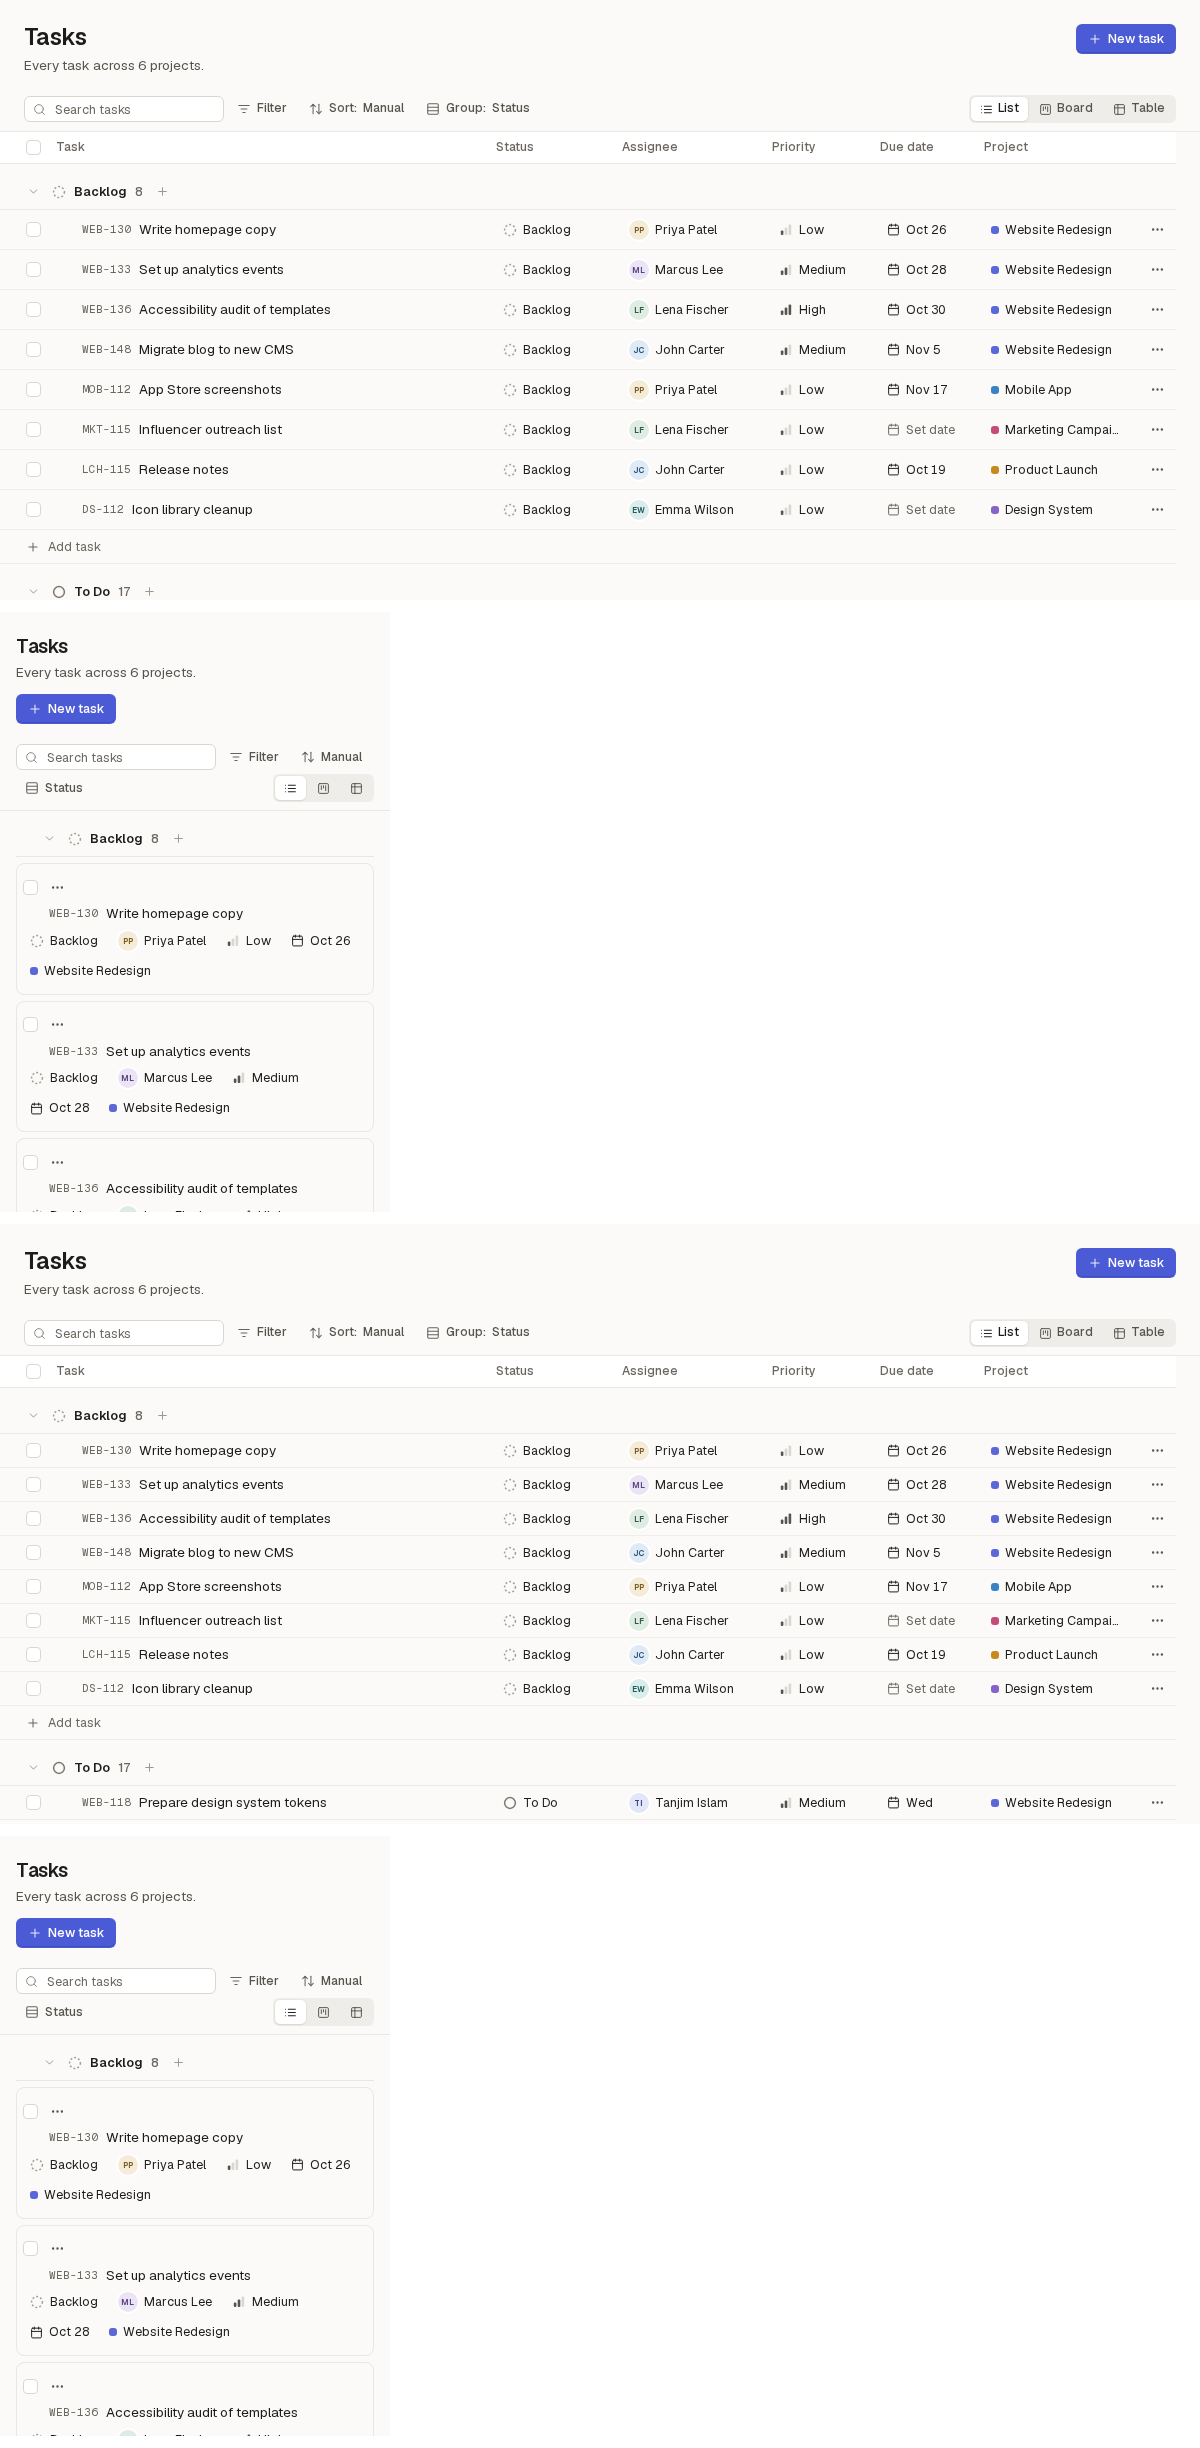 Tasks
New task
Every task across 6 projects.
Search tasks Filter Sort: Manual Group: Status List Board Table
Task Status Assignee Priority Due date Project
Backlog 8
WEB-130 Write homepage copy Backlog PP Priya Patel Low Oct 26 Website Redesign
WEB-133 Set up analytics events Backlog ML Marcus Lee Medium Oct 28 Website Redesign
WEB-136 Accessibility audit of templates Backlog LF Lena Fischer High Oct 30 Website Redesign
WEB-148 Migrate blog to new CMS Backlog JC John Carter Medium Nov 5 Website Redesign
MOB-112 App Store screenshots Backlog PP Priya Patel Low Nov 17 Mobile App
MKT-115 Influencer outreach list Backlog LF Lena Fischer Low Set date Marketing Campai...
LCH-115 Release notes Backlog JC John Carter Low Oct 19 Product Launch
DS-112 Icon library cleanup Backlog EW Emma Wilson Low Set date Design System
Add task
To Do 17
Tasks
Every task across 6 projects.
New task
Search tasks Filter Manual
Status
Backlog 8
WEB-130 Write homepage copy
Backlog PP Priya Patel Low Oct 26
Website Redesign
WEB-133 Set up analytics events
Backlog ML Marcus Lee Medium
Oct 28 Website Redesign
WEB-136 Accessibility audit of templates
Tasks
New task
Every task across 6 projects.
Search tasks Filter Sort: Manual Group: Status List Board Table
Task Status Assignee Priority Due date Project
Backlog 8
WEB-130 Write homepage copy Backlog PP Priya Patel Low Oct 26 Website Redesign
WEB-133 Set up analytics events Backlog ML Marcus Lee Medium Oct 28 Website Redesign
WEB-136 Accessibility audit of templates Backlog LF Lena Fischer High Oct 30 Website Redesign
WEB-148 Migrate blog to new CMS Backlog JC John Carter Medium Nov 5 Website Redesign
MOB-112 App Store screenshots Backlog PP Priya Patel Low Nov 17 Mobile App
MKT-115 Influencer outreach list Backlog LF Lena Fischer Low Set date Marketing Campai...
LCH-115 Release notes Backlog JC John Carter Low Oct 19 Product Launch
DS-112 Icon library cleanup Backlog EW Emma Wilson Low Set date Design System
Add task
To Do 17
WEB-118 Prepare design system tokens To Do TI Tanjim Islam Medium Wed Website Redesign
Tasks
Every task across 6 projects.
New task
Search tasks Filter Manual
Status
Backlog 8
WEB-130 Write homepage copy
Backlog PP Priya Patel Low Oct 26
Website Redesign
WEB-133 Set up analytics events
Backlog ML Marcus Lee Medium
Oct 28 Website Redesign
WEB-136 Accessibility audit of templates